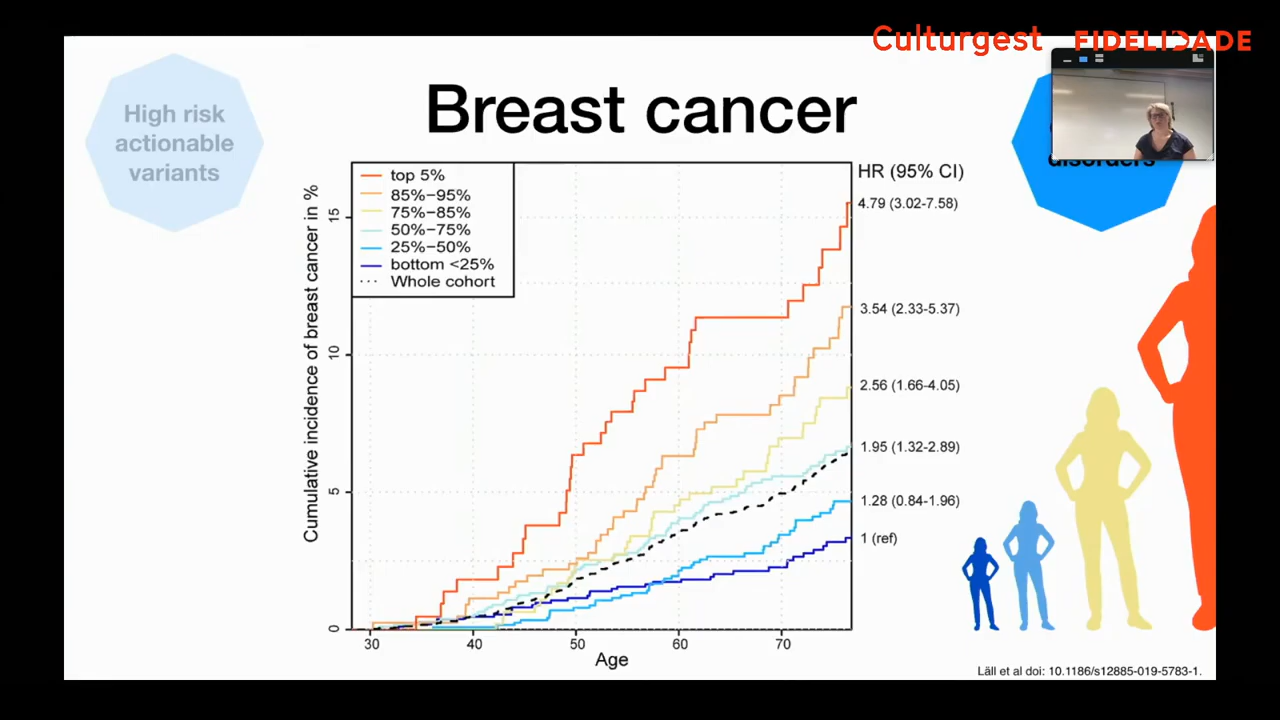 Culturgest FIDELIDADE
High risk
actionable
variants
Breast cancer
disorders
top 5%
85%−95%
75%−85%
50%−75%
25%−50%
bottom <25%
Whole cohort
HR (95% CI)
4.79 (3.02-7.58)
3.54 (2.33-5.37)
2.56 (1.66-4.05)
1.95 (1.32-2.89)
1.28 (0.84-1.96)
1 (ref)
Cumulative incidence of breast cancer in %
15
10
5
0
30 40 50 60 70
Age
Läll et al doi: 10.1186/s12885-019-5783-1.